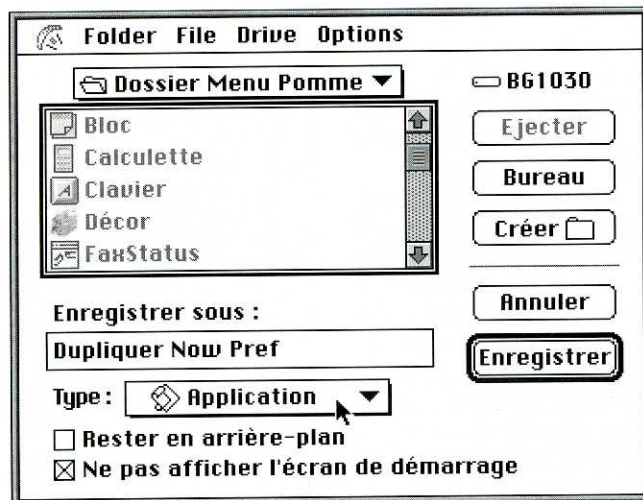 Folder File Drive Options
Dossier Menu Pomme
BG1030
Bloc
Calculette
Clavier
Décor
FaxStatus
Ejecter
Bureau
Créer
Enregistrer sous :
Dupliquer Now Pref
Type : Application
Rester en arrière-plan
Ne pas afficher l'écran de démarrage
Annuler
Enregistrer